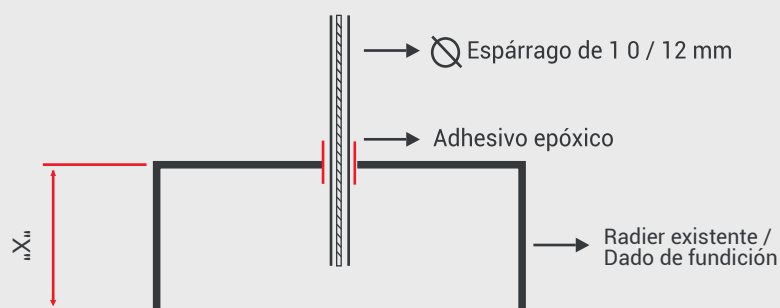 Ø Espárrago de 1 0 / 12 mm
Adhesivo epóxico
"X"
Radier existente /
Dado de fundición